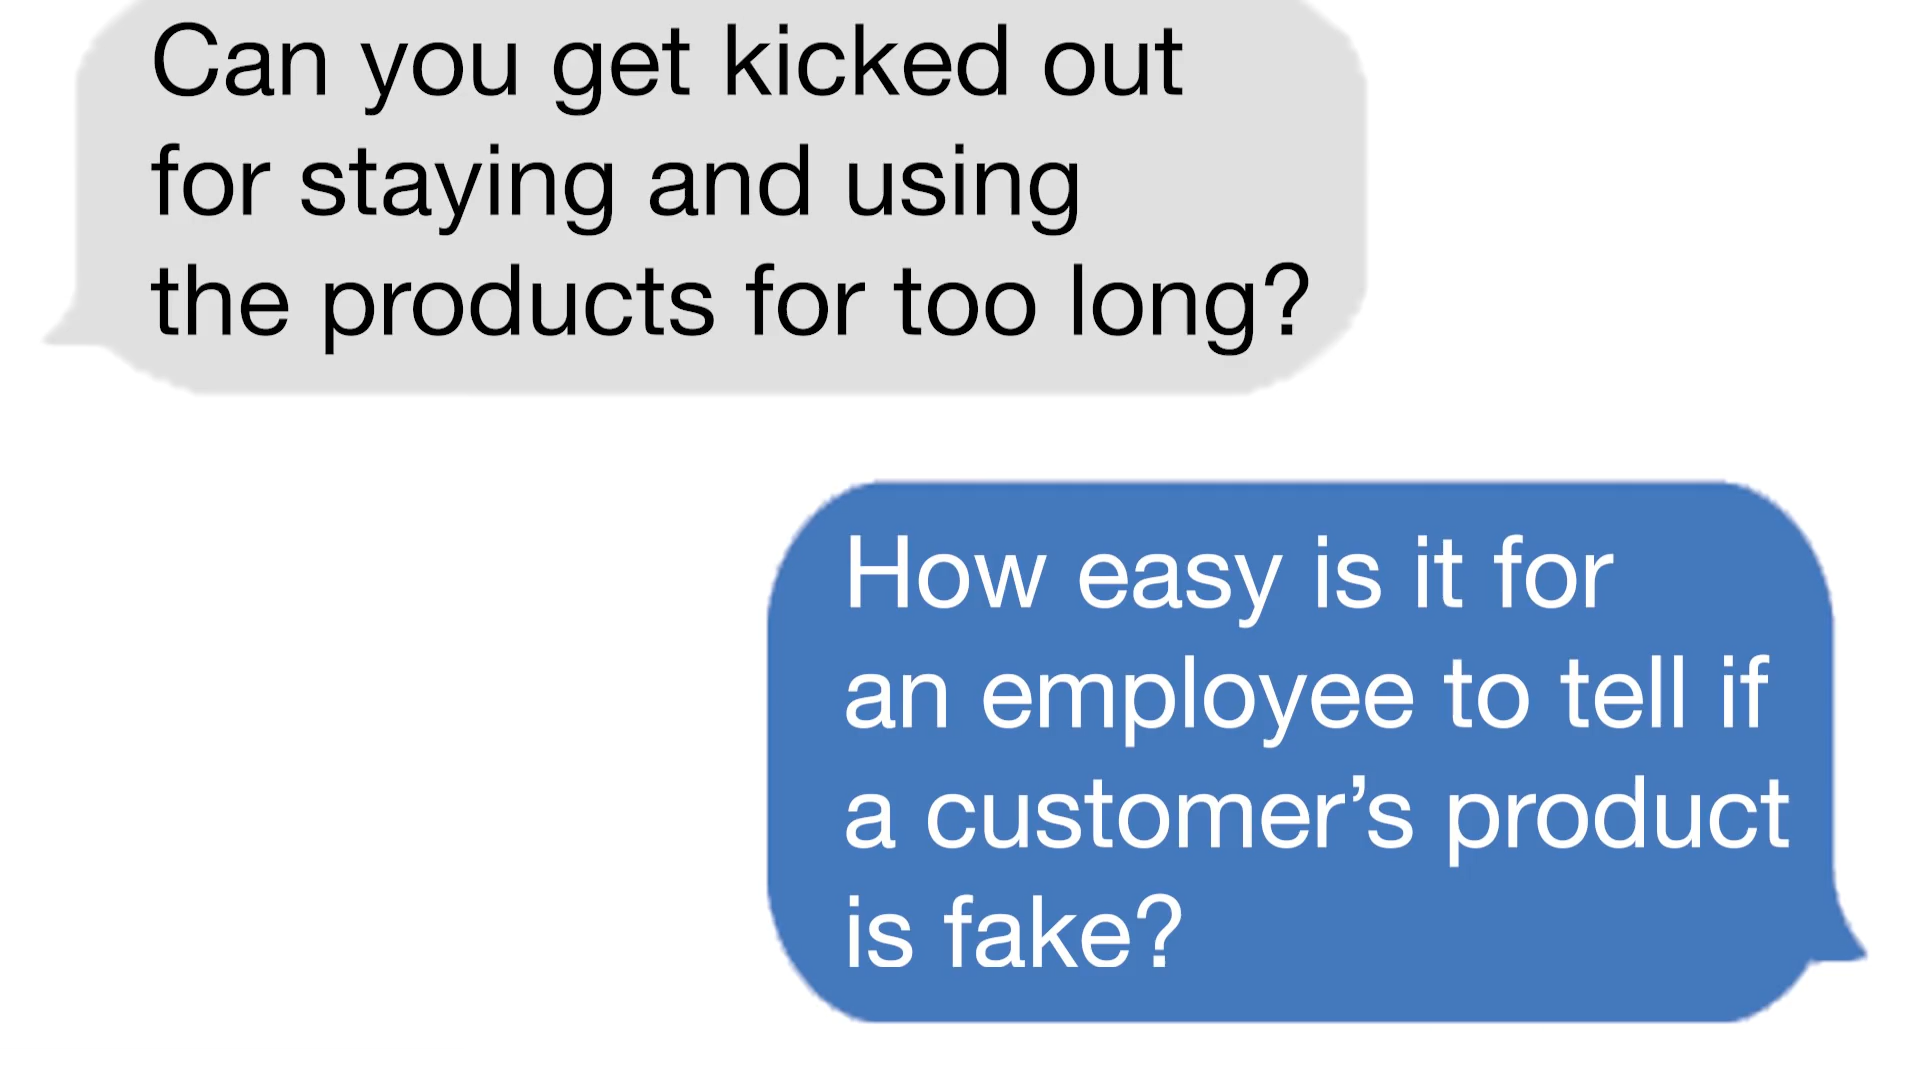 Can you get kicked out
for staying and using
the products for too long?
How easy is it for
an employee to tell if
a customer’s product
is fake?